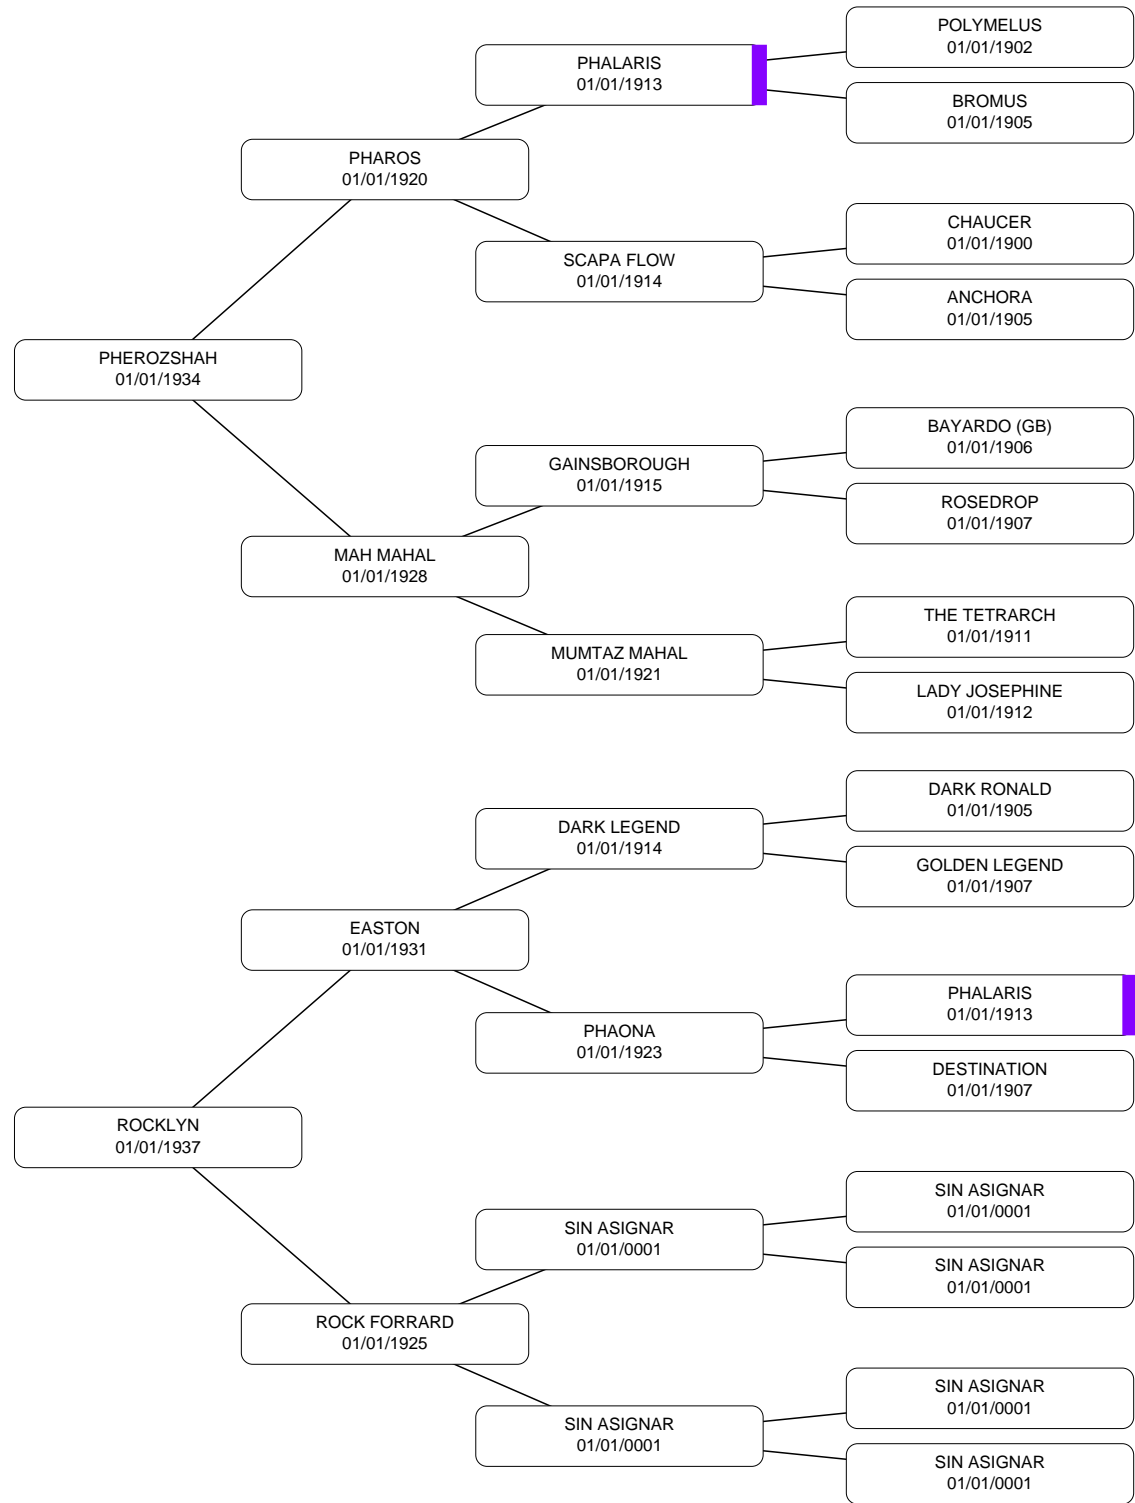 POLYMELUS
01/01/1902
PHALARIS
01/01/1913
BROMUS
01/01/1905
PHAROS
01/01/1920
CHAUCER
01/01/1900
SCAPA FLOW
01/01/1914
ANCHORA
01/01/1905
PHEROZSHAH
01/01/1934
BAYARDO (GB)
01/01/1906
GAINSBOROUGH
01/01/1915
ROSEDROP
01/01/1907
MAH MAHAL
01/01/1928
THE TETRARCH
01/01/1911
MUMTAZ MAHAL
01/01/1921
LADY JOSEPHINE
01/01/1912
DARK RONALD
01/01/1905
DARK LEGEND
01/01/1914
GOLDEN LEGEND
01/01/1907
EASTON
01/01/1931
PHALARIS
01/01/1913
PHAONA
01/01/1923
DESTINATION
01/01/1907
ROCKLYN
01/01/1937
SIN ASIGNAR
01/01/0001
SIN ASIGNAR
01/01/0001
SIN ASIGNAR
01/01/0001
ROCK FORRARD
01/01/1925
SIN ASIGNAR
01/01/0001
SIN ASIGNAR
01/01/0001
SIN ASIGNAR
01/01/0001